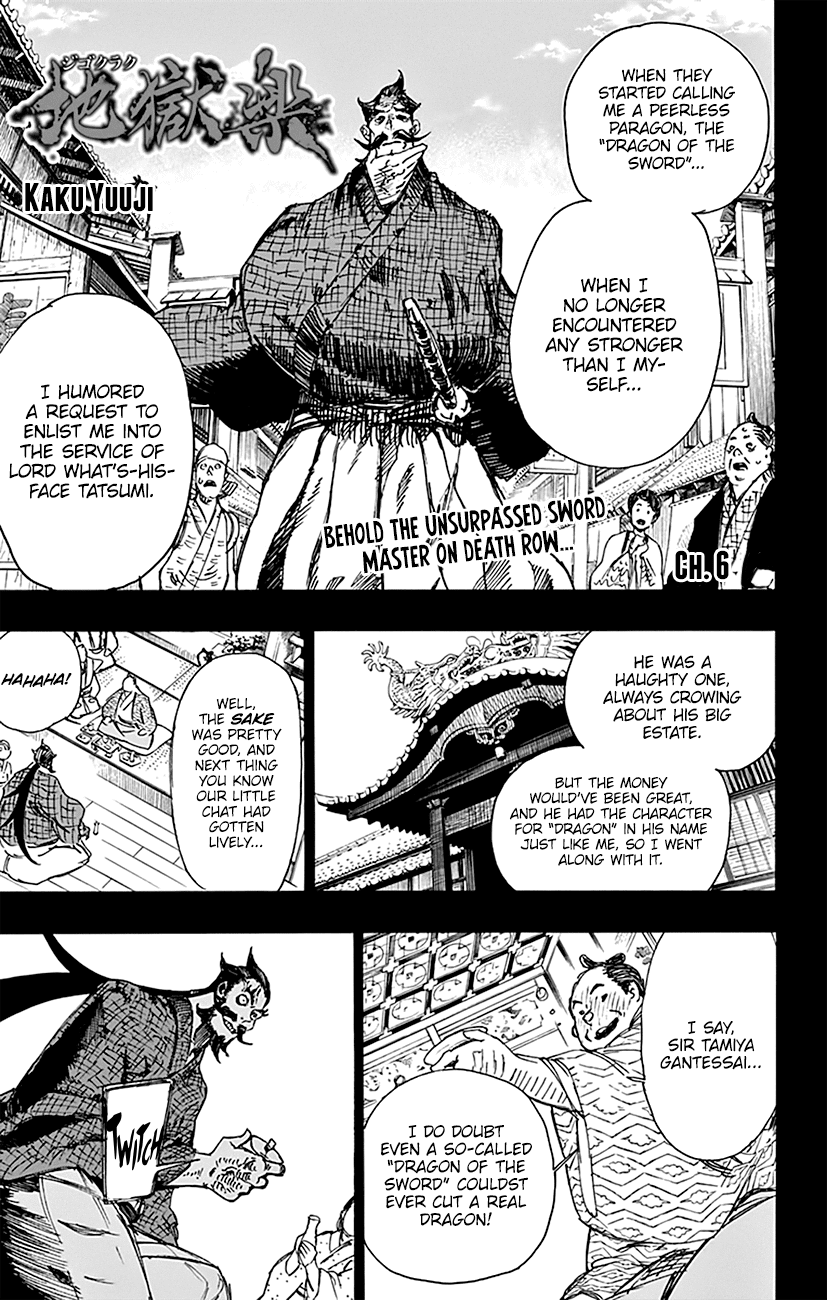 ジゴクラク
地獄楽
KAKU YUUJI
WHEN THEY
STARTED CALLING
ME A PEERLESS
PARAGON, THE
"DRAGON OF THE
SWORD"...
WHEN I
NO LONGER
ENCOUNTERED
ANY STRONGER
THAN I MY-
SELF...
I HUMORED
A REQUEST TO
ENLIST ME INTO
THE SERVICE OF
LORD WHAT'S-HIS-
FACE TATSUMI.
BEHOLD THE UNSURPASSED SWORD
MASTER ON DEATH ROW...
CH. 6
HE WAS A
HAUGHTY ONE,
ALWAYS CROWING
ABOUT HIS BIG
ESTATE.
BUT THE MONEY
WOULD'VE BEEN GREAT,
AND HE HAD THE CHARACTER
FOR "DRAGON" IN HIS NAME
JUST LIKE ME, SO I WENT
ALONG WITH IT.
WELL,
THE SAKE
WAS PRETTY
GOOD, AND
NEXT THING
YOU KNOW
OUR LITTLE
CHAT HAD
GOTTEN
LIVELY...
HAHAHA!
I SAY,
SIR TAMIYA
GANTESSAI...
I DO DOUBT
EVEN A SO-CALLED
"DRAGON OF THE
SWORD" COULDST
EVER CUT A REAL
DRAGON!
TWITCH